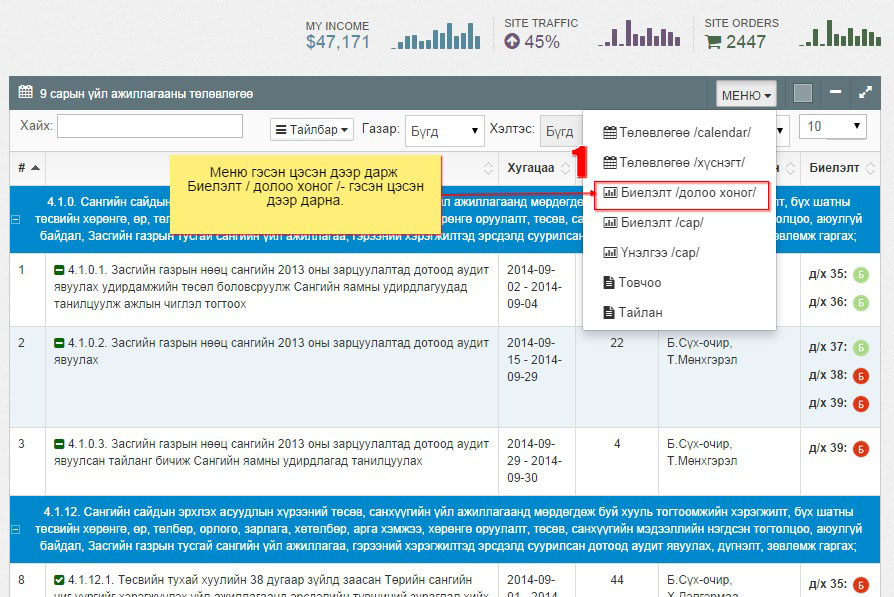 MY INCOME
$47,171
SITE TRAFFIC
45%
SITE ORDERS
2447
9 сарын үйл ажиллагааны төлөвлөгөө
МЕНЮ
Хайх:
Тайлбар
Газар:
Бүгд
Хэлтэс:
Бүгд
10
#
Хугацаа
Биелэлт
Меню гэсэн цэсэн дээр дарж
Биелэлт / долоо хоног /- гэсэн цэсэн
дээр дарна.
1
Төлөвлөгөө /calendar/
Төлөвлөгөө /хүснэгт/
Биелэлт /долоо хоног/
Биелэлт /сар/
Үнэлгээ /сар/
Товчоо
Тайлан
4.1.0. Сангийн сайдын
ажиллагаанд мөрдөгдөж
бүх шатны
төсвийн хөрөнгө, өр, төл
хөрөнгө оруулалт, төсөв, са
толцоо, аюулгүй
байдал, Засгийн газрын тусгай сангийн үйл ажиллагаа, гэрээний хэрэгжилтэд эрсдэлд суурилсан
зөвлөмж гаргах;
1
4.1.0.1. Засгийн газрын нөөц сангийн 2013 оны зарцуулалтад дотоод аудит
явуулах удирдамжийн төсөл боловсруулж Сангийн яамны удирдлагуудад
танилцуулж ажлын чиглэл тогтоох
2014-09-
02 - 2014-
09-04
д/х 35: Б
д/х 36: Б
2
4.1.0.2. Засгийн газрын нөөц сангийн 2013 оны зарцуулалтад дотоод аудит
явуулах
2014-09-
15 - 2014-
09-29
22
Б.Сүх-очир,
Т.Мөнхгэрэл
д/х 37: Б
д/х 38: Б
д/х 39: Б
3
4.1.0.3. Засгийн газрын нөөц сангийн 2013 оны зарцуулалтад дотоод аудит
явуулсан тайланг бичиж Сангийн яамны удирдлагад танилцуулах
2014-09-
29 - 2014-
09-30
4
Б.Сүх-очир,
Т.Мөнхгэрэл
д/х 39: Б
4.1.12. Сангийн сайдын эрхлэх асуудлын хүрээний төсөв, санхүүгийн үйл ажиллагаанд мөрдөгдөж буй хууль тогтоомжийн хэрэгжилт, бүх шатны
төсвийн хөрөнгө, өр, төлбөр, орлого, зарлага, хөтөлбөр, арга хэмжээ, хөрөнгө оруулалт, төсөв, санхүүгийн мэдээллийн нэгдсэн тогтолцоо, аюулгүй
байдал, Засгийн газрын тусгай сангийн үйл ажиллагаа, гэрээний хэрэгжилтэд эрсдэлд суурилсан дотоод аудит явуулах, дүгнэлт, зөвлөмж гаргах;
8
4.1.12.1. Төсвийн тухай хуулийн 38 дугаар зүйлд заасан Төрийн сангийн
2014-09-
01 - 2014-
44
Б.Сүх-очир,
д/х 35: Б